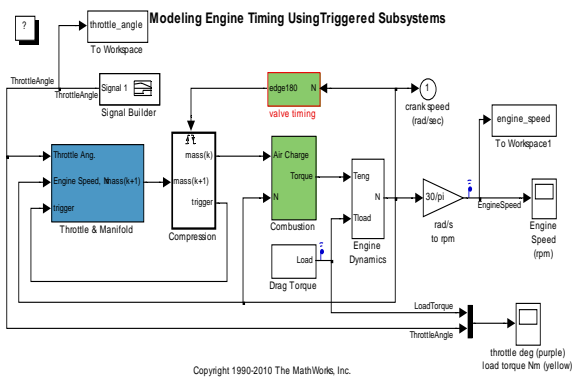 Modeling Engine Timing UsingTriggered Subsystems
?
throttle_angle
To Workspace
ThrottleAngle
ThrottleAngle
Signal 1
Signal Builder
edge180 N
valve timing
1
crank speed
(rad/sec)
engine_speed
To Workspace1
Throttle Ang.
Engine Speed, N
mass(k+1)
trigger
Throttle & Manifold
mass(k)
mass(k+1)
trigger
Compression
Air Charge
Torque
N
Combustion
Teng
N
Tload
Engine
Dynamics
30/pi
rad/s
to rpm
EngineSpeed
Engine
Speed
(rpm)
Load
Drag Torque
LoadTorque
ThrottleAngle
throttle deg (purple)
load torque Nm (yellow)
Copyright 1990-2010 The MathWorks, Inc.